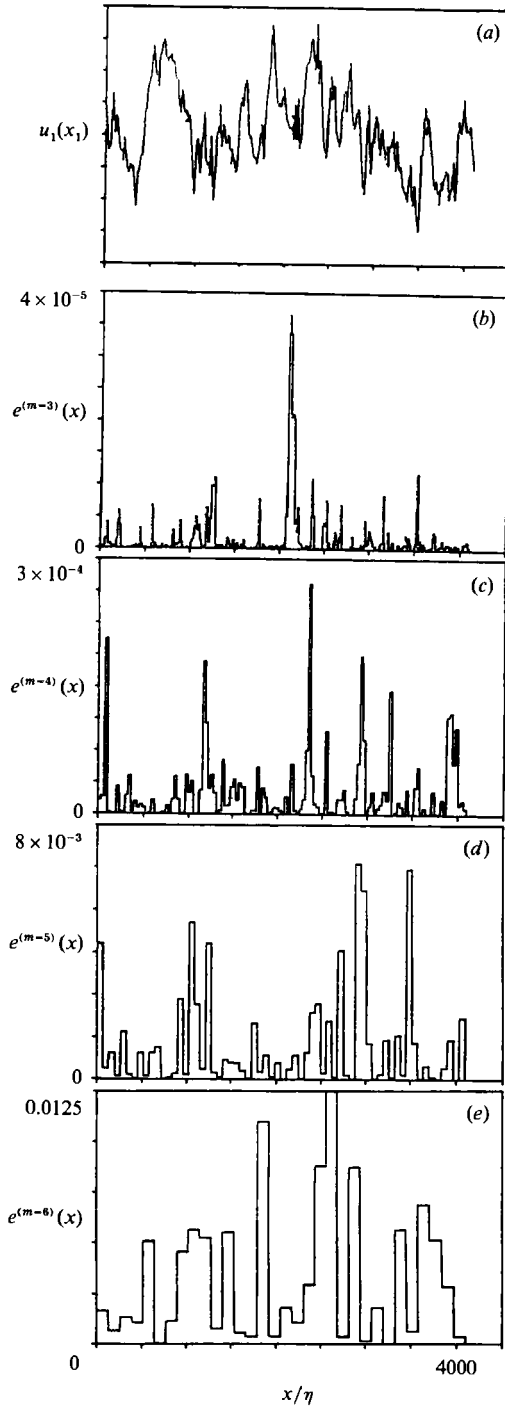 (a)
u₁(x₁)
4 × 10⁻⁵
(b)
e⁽ᵐ⁻³⁾(x)
0
3 × 10⁻⁴
(c)
e⁽ᵐ⁻⁴⁾(x)
0
8 × 10⁻³
(d)
e⁽ᵐ⁻⁵⁾(x)
0
0.0125
(e)
e⁽ᵐ⁻⁶⁾(x)
0
4000
x/η